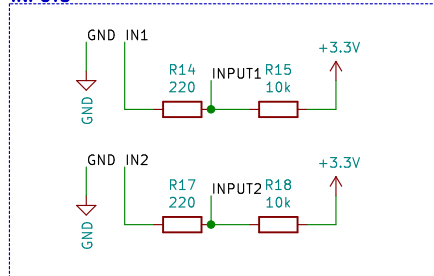 INPUTS
GND IN1
+3.3V
R14 INPUT1 R15
220 10k
GND
GND IN2
+3.3V
R17 INPUT2 R18
220 10k
GND